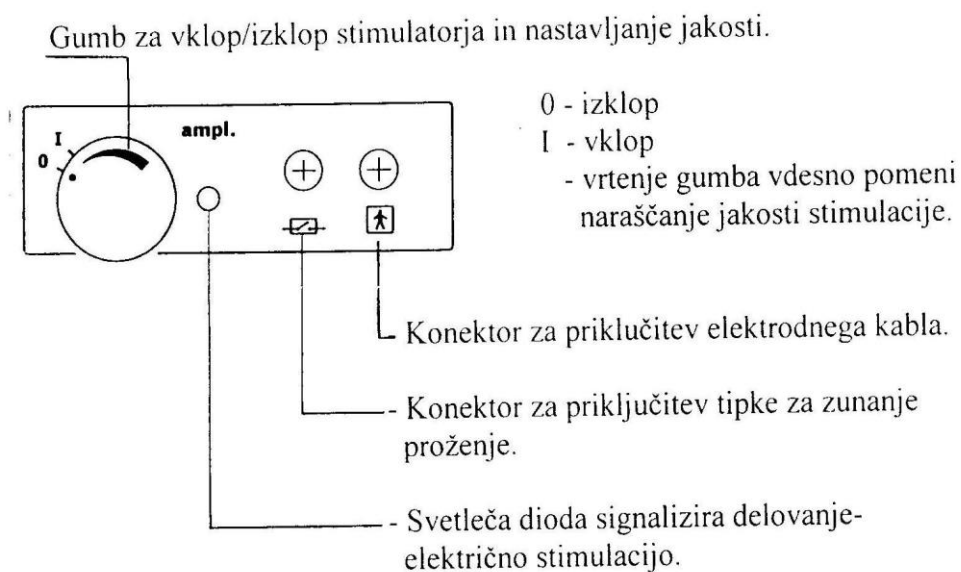 Gumb za vklop/izklop stimulatorja in nastavljanje jakosti.
0 - izklop
I - vklop
- vrtenje gumba vdesno pomeni
naraščanje jakosti stimulacije.
I
0
ampl.
- Konektor za priklučitev elektrodnega kabla.
- Konektor za priključitev tipke za zunanje
proženje.
- Svetleča dioda signalizira delovanje-
električno stimulacijo.